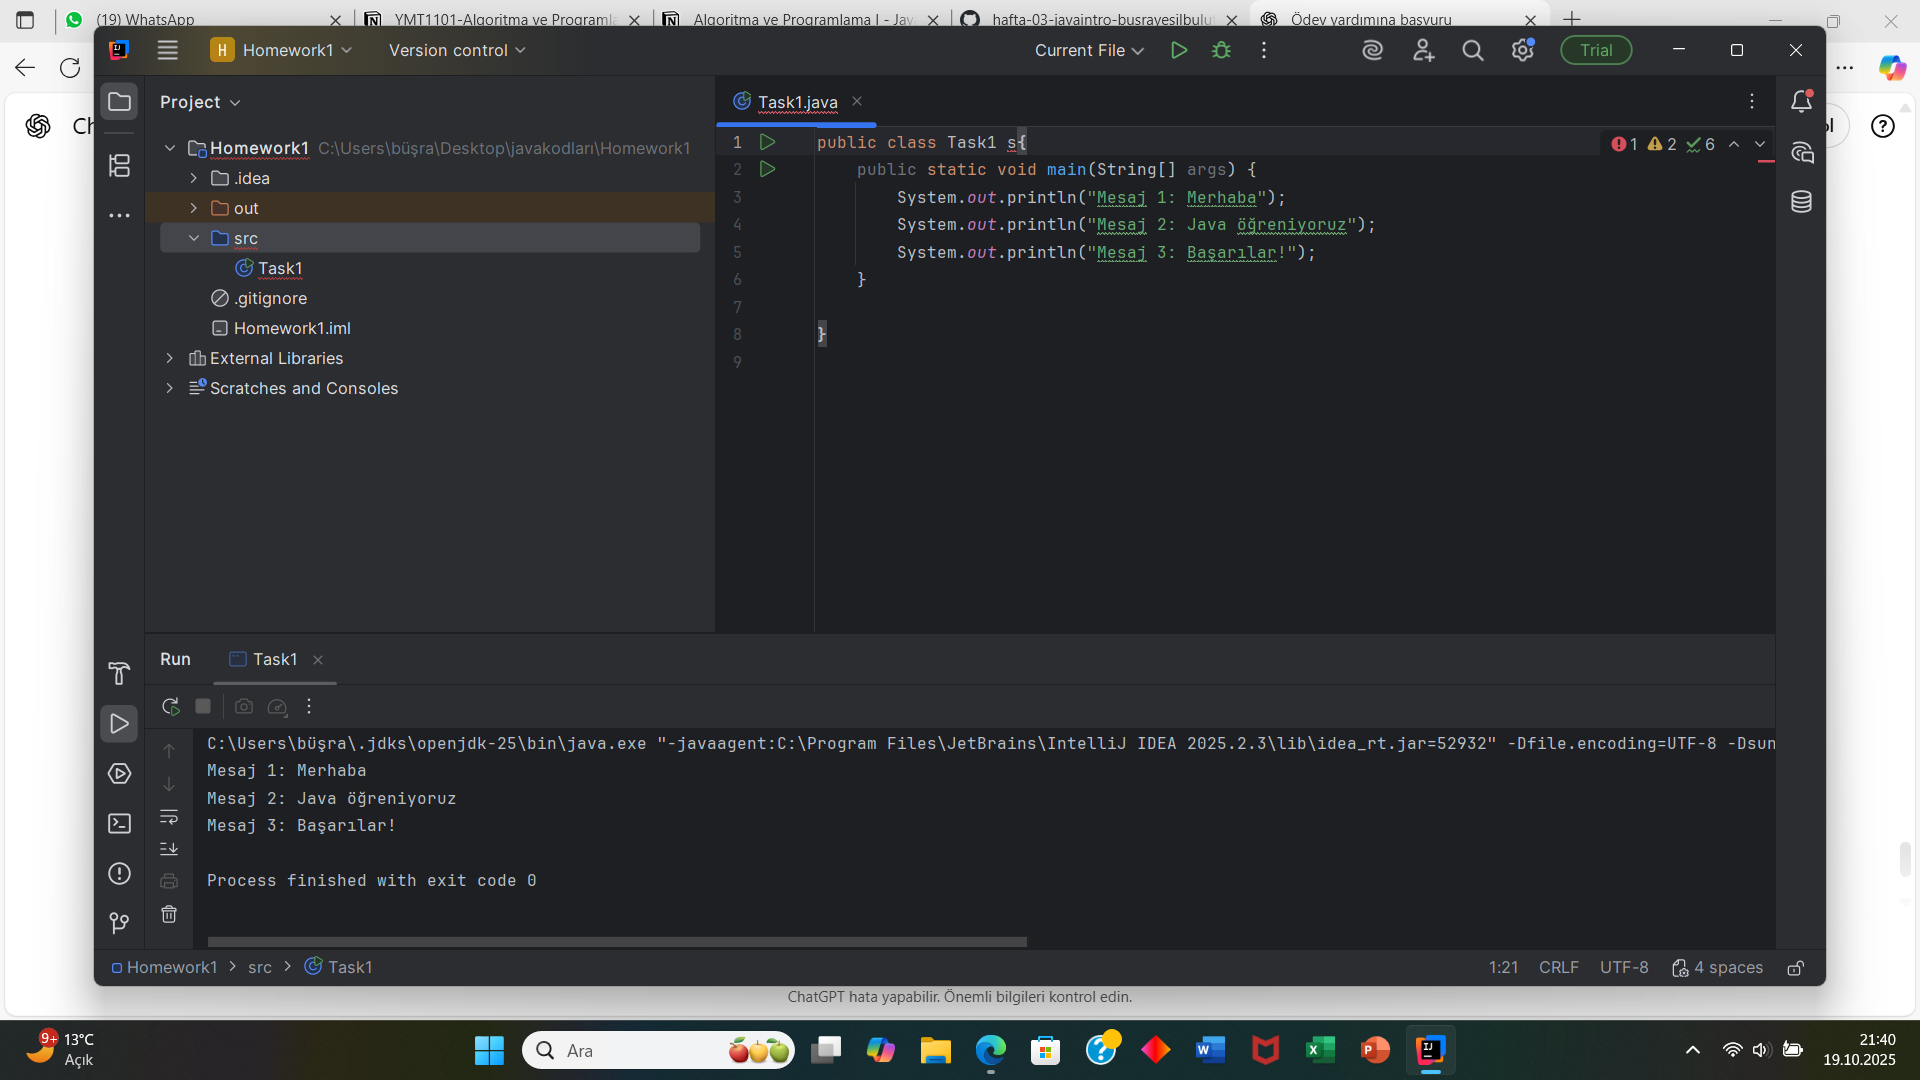 (19) WhatsApp
YMT1101-Algoritma ve Programla
Algoritma ve Programlama I - Jav
hafta-03-javaintro-busrayesilbulut
Ödev yardımına başvuru
H Homework1
Version control
Current File
Trial
Project
Task1.java
Homework1 C:\Users\büşra\Desktop\javakodları\Homework1
.idea
out
src
Task1
.gitignore
Homework1.iml
External Libraries
Scratches and Consoles
1 public class Task1 s{
1 2 6
2 public static void main(String[] args) {
3 System.out.println("Mesaj 1: Merhaba");
4 System.out.println("Mesaj 2: Java öğreniyoruz");
5 System.out.println("Mesaj 3: Başarılar!");
6 }
7
8 }
9
Run Task1
C:\Users\büşra\.jdks\openjdk-25\bin\java.exe "-javaagent:C:\Program Files\JetBrains\IntelliJ IDEA 2025.2.3\lib\idea_rt.jar=52932" -Dfile.encoding=UTF-8 -Dsun
Mesaj 1: Merhaba
Mesaj 2: Java öğreniyoruz
Mesaj 3: Başarılar!
Process finished with exit code 0
Homework1 > src > Task1
1:21 CRLF UTF-8 4 spaces
ChatGPT hata yapabilir. Önemli bilgileri kontrol edin.
9+
13°C
Açık
Ara
21:40
19.10.2025